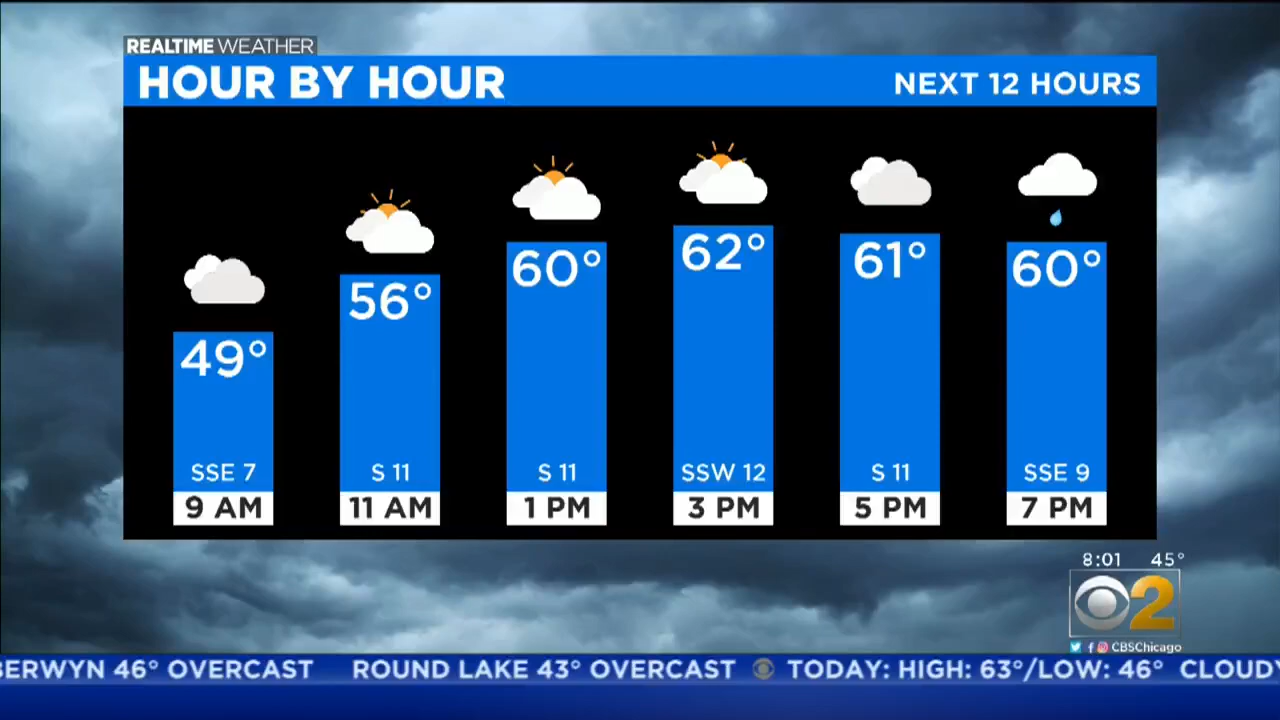 REALTIME WEATHER
HOUR BY HOUR
NEXT 12 HOURS
49° 56° 60° 62° 61° 60°
SSE 7 S 11 S 11 SSW 12 S 11 SSE 9
9 AM 11 AM 1 PM 3 PM 5 PM 7 PM
8:01 45°
2
CBSChicago
BERWYN 46° OVERCAST ROUND LAKE 43° OVERCAST TODAY: HIGH: 63°/LOW: 46° CLOUDY